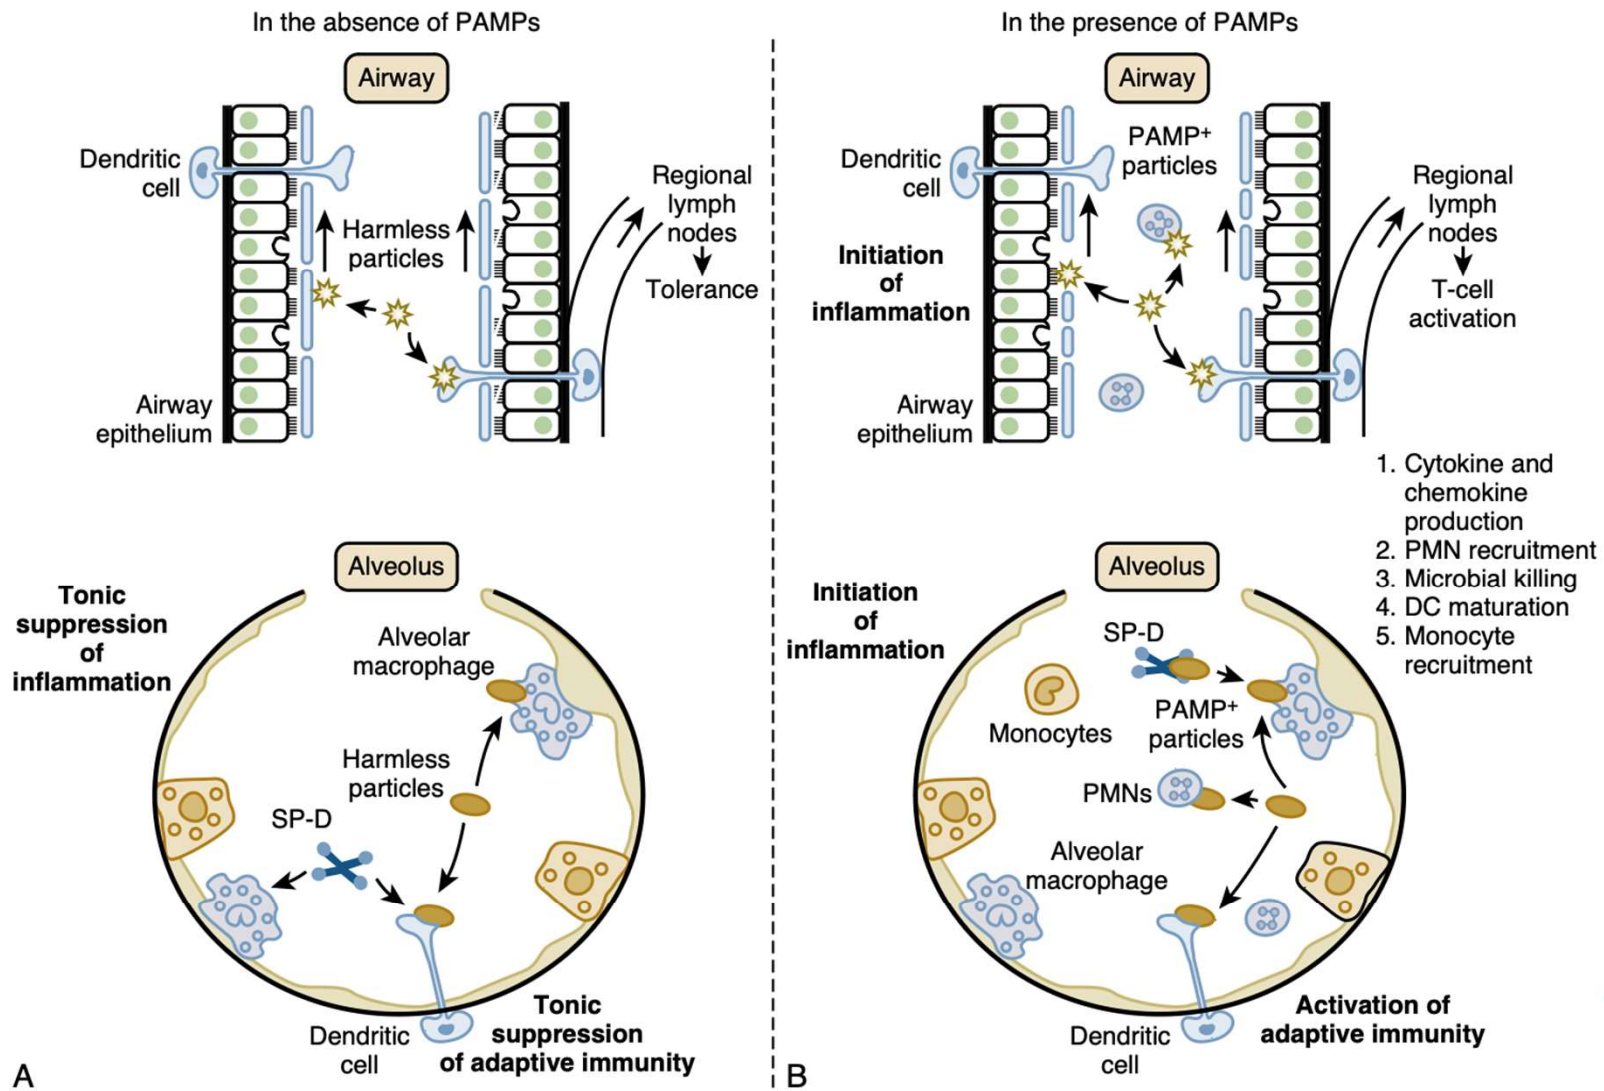 In the absence of PAMPs
Airway
Dendritic
cell
Harmless
particles
Regional
lymph
nodes
Tolerance
Airway
epithelium
Alveolus
Tonic
suppression
of
inflammation
Alveolar
macrophage
Harmless
particles
SP-D
Dendritic
cell
Tonic
suppression
of adaptive immunity
A
In the presence of PAMPs
Airway
Dendritic
cell
PAMP+
particles
Regional
lymph
nodes
T-cell
activation
Initiation
of
inflammation
Airway
epithelium
1. Cytokine and
chemokine
production
2. PMN recruitment
3. Microbial killing
4. DC maturation
5. Monocyte
recruitment
Alveolus
Initiation
of
inflammation
SP-D
Monocytes
PAMP+
particles
PMNs
Alveolar
macrophage
Dendritic
cell
Activation of
adaptive immunity
B